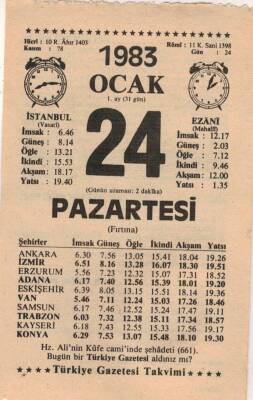 Hicrî : 10 R. Âhır 1403
Kasım : 78
Rûmî : 11 K. Sani 1398
Gün : 24
1983
OCAK
1. ay (31 gün)
İSTANBUL
(Vasatî)
İmsak : 6.46
Güneş : 8.14
Öğle : 13.21
İkindi : 15.53
Akşam : 18.17
Yatsı : 19.40
24
EZÂNÎ
(Mahallî)
İmsak : 12.17
Güneş : 2.03
Öğle : 7.12
İkindi : 9.46
Akşam : 12.00
Yatsı : 1.35
(Günün uzaması: 2 dakika)
PAZARTESİ
(Fırtına)
Şehirler İmsak Güneş Öğle İkindi Akşam Yatsı
ANKARA 6.30 7.56 13.05 15.41 18.04 19.26
İZMİR 6.51 8.16 13.28 16.07 18.30 19.51
ERZURUM 5.56 7.23 12.32 15.07 17.31 18.52
ADANA 6.17 7.40 12.56 15.39 18.01 19.20
ESKİŞEHİR 6.39 8.05 13.15 15.51 18.14 19.36
VAN 5.46 7.11 12.24 15.03 17.26 18.46
SAMSUN 6.17 7.46 12.52 15.24 17.47 19.11
TRABZON 6.03 7.32 12.38 15.11 17.34 18.57
KAYSERİ 6.18 7.43 12.55 15.35 17.57 19.17
KONYA 6.29 7.53 13.07 15.48 18.10 19.30
Hz. Ali'nin Kûfe cami'inde şehâdeti (661).
Bugün bir Türkiye Gazetesi aldınız mı?
★★★★ Türkiye Gazetesi Takvimi ★★★★